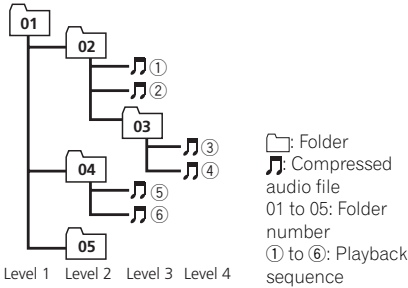 01
02
①
②
03
③
④
04
⑤
⑥
05
Level 1 Level 2 Level 3 Level 4
: Folder
: Compressed
audio file
01 to 05: Folder
number
① to ⑥: Playback
sequence